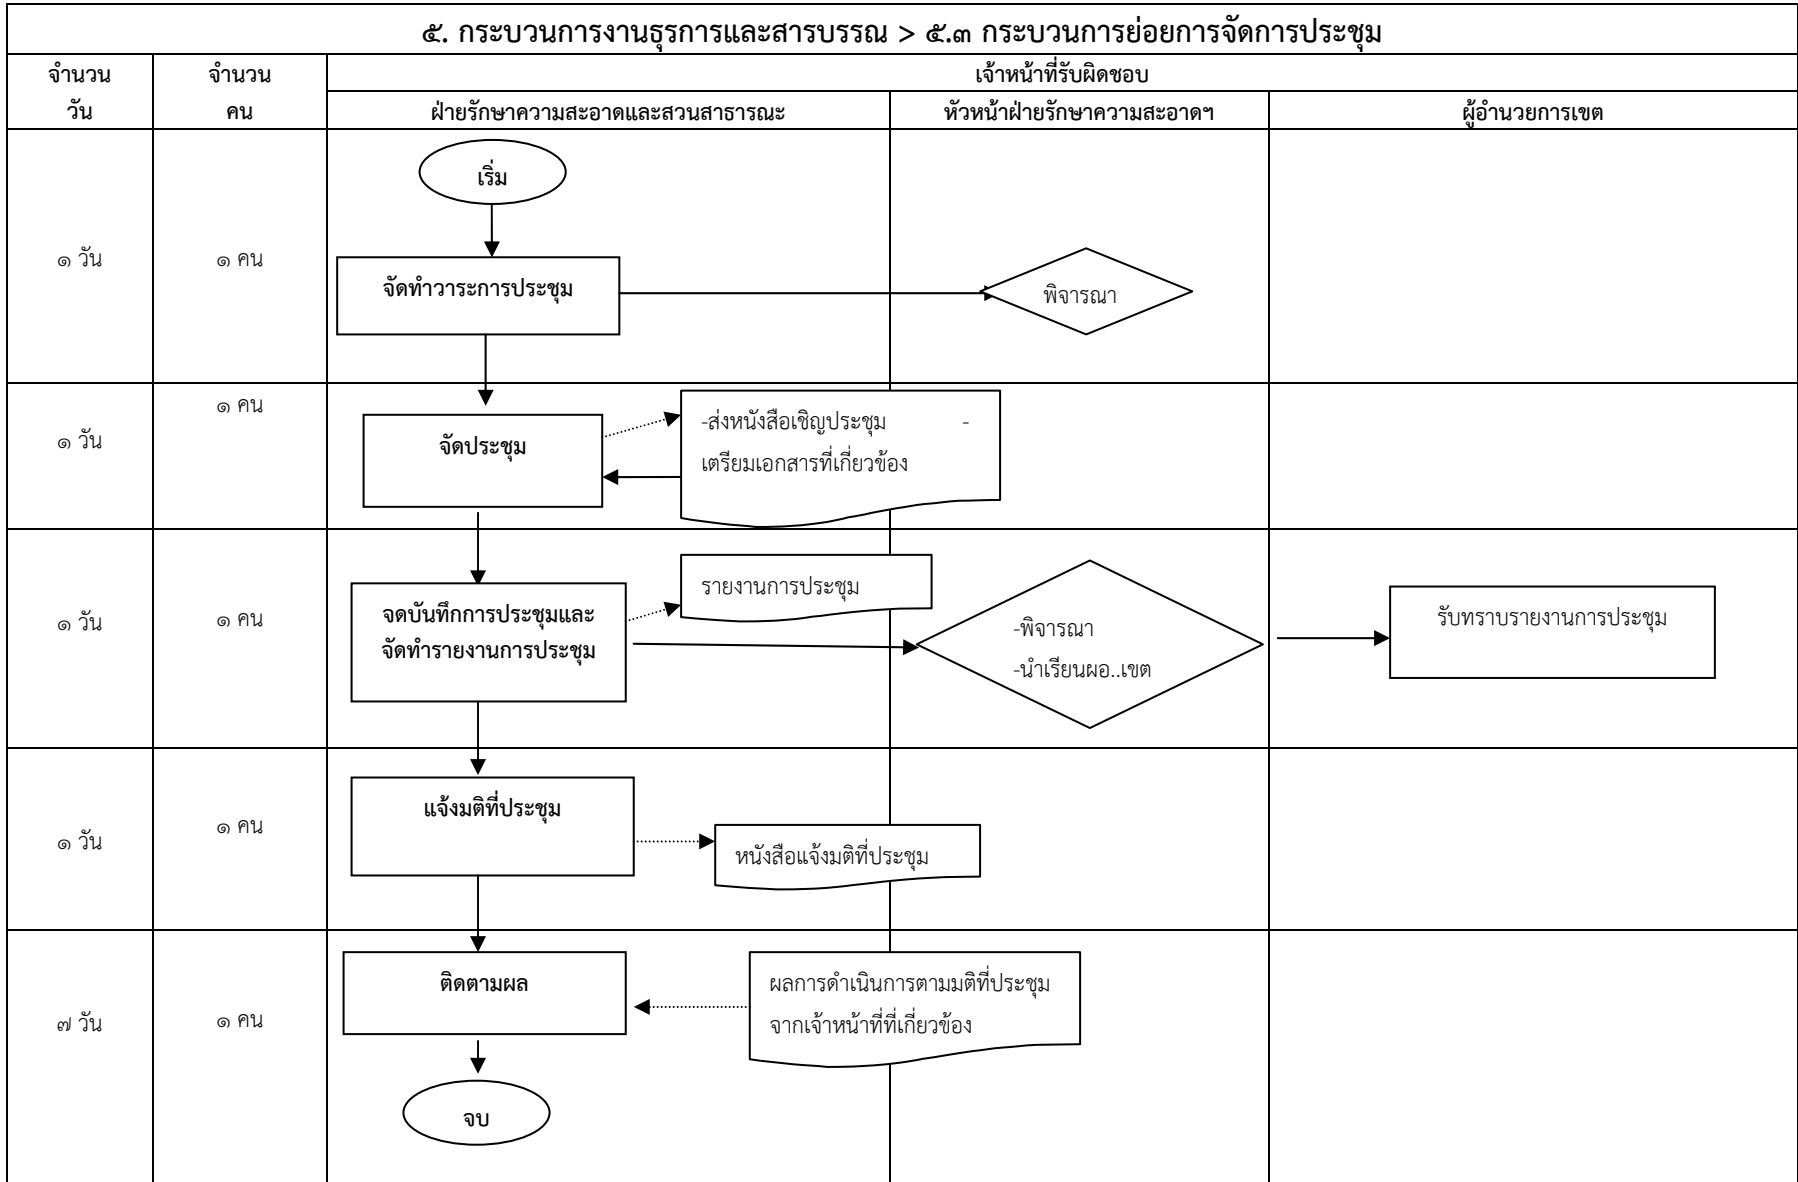 ๕. กระบวนการงานธุรการและสารบรรณ > ๕.๓ กระบวนการย่อยการจัดการประชุม
จำนวน
วัน
จำนวน
คน
เจ้าหน้าที่รับผิดชอบ
ฝ่ายรักษาความสะอาดและสวนสาธารณะ
หัวหน้าฝ่ายรักษาความสะอาดฯ
ผู้อำนวยการเขต
เริ่ม
๑ วัน
๑ คน
จัดทำวาระการประชุม
พิจารณา
๑ วัน
๑ คน
จัดประชุม
-ส่งหนังสือเชิญประชุม -
เตรียมเอกสารที่เกี่ยวข้อง
๑ วัน
๑ คน
จดบันทึกการประชุมและ
จัดทำรายงานการประชุม
รายงานการประชุม
-พิจารณา
-นำเรียนผอ..เขต
รับทราบรายงานการประชุม
๑ วัน
๑ คน
แจ้งมติที่ประชุม
หนังสือแจ้งมติที่ประชุม
๗ วัน
๑ คน
ติดตามผล
ผลการดำเนินการตามมติที่ประชุม
จากเจ้าหน้าที่ที่เกี่ยวข้อง
จบ